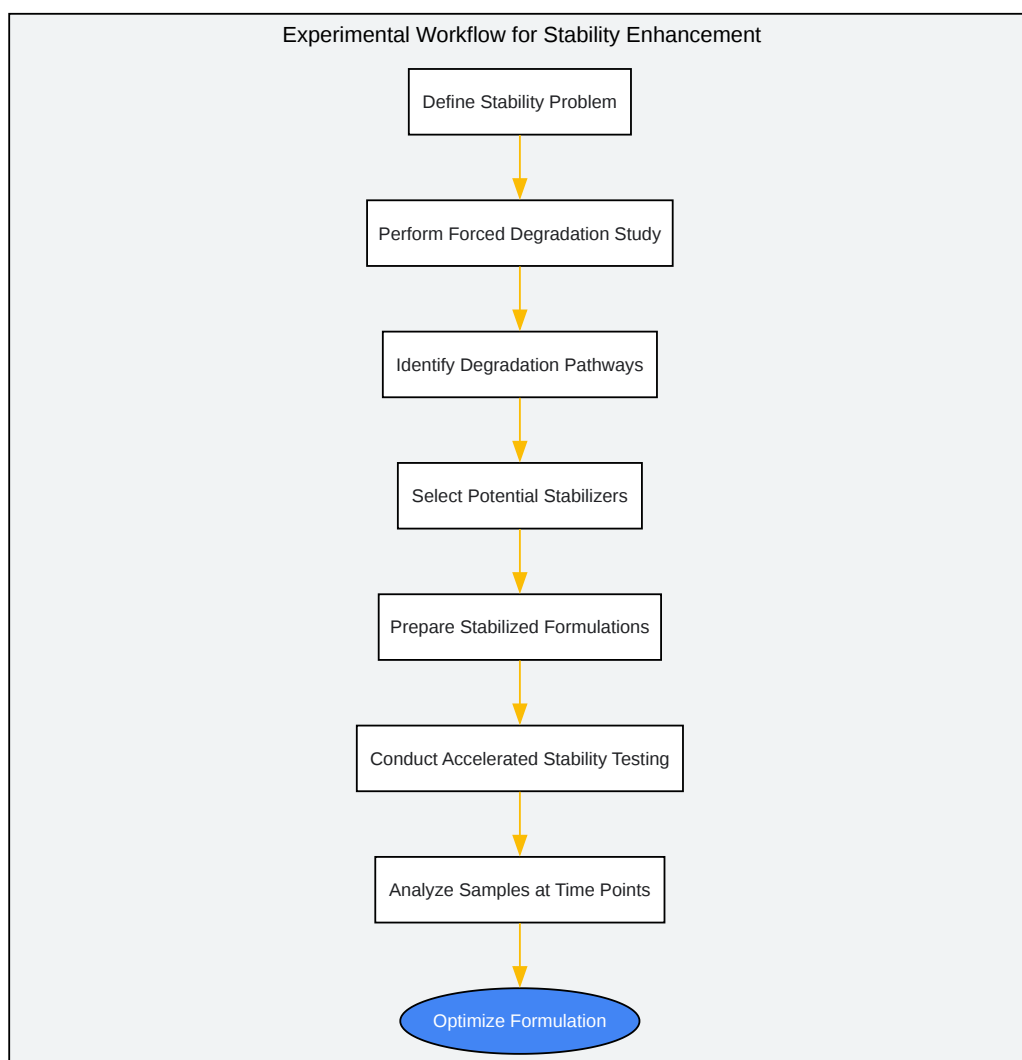 Experimental Workflow for Stability Enhancement
Define Stability Problem
Perform Forced Degradation Study
Identify Degradation Pathways
Select Potential Stabilizers
Prepare Stabilized Formulations
Conduct Accelerated Stability Testing
Analyze Samples at Time Points
Optimize Formulation